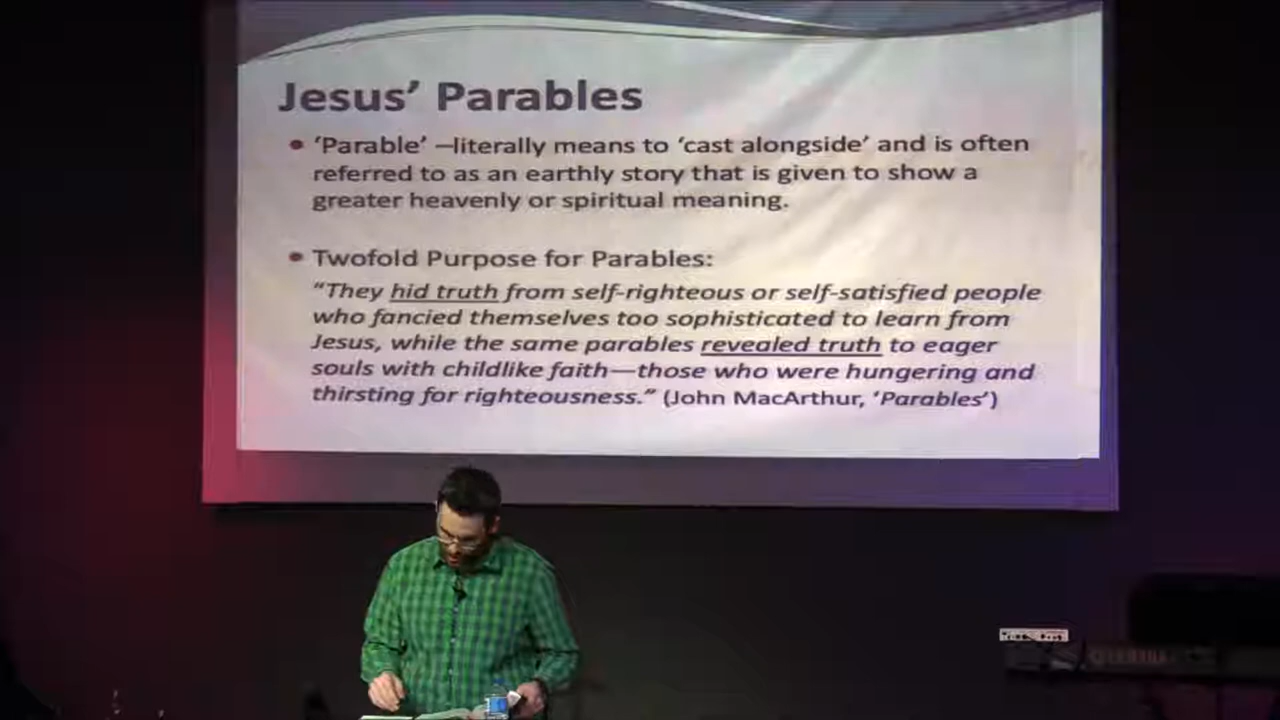 Jesus’ Parables
• ‘Parable’ –literally means to ‘cast alongside’ and is often
referred to as an earthly story that is given to show a
greater heavenly or spiritual meaning.
• Twofold Purpose for Parables:
“They hid truth from self-righteous or self-satisfied people
who fancied themselves too sophisticated to learn from
Jesus, while the same parables revealed truth to eager
souls with childlike faith—those who were hungering and
thirsting for righteousness.” (John MacArthur, ‘Parables’)
YAMAHA